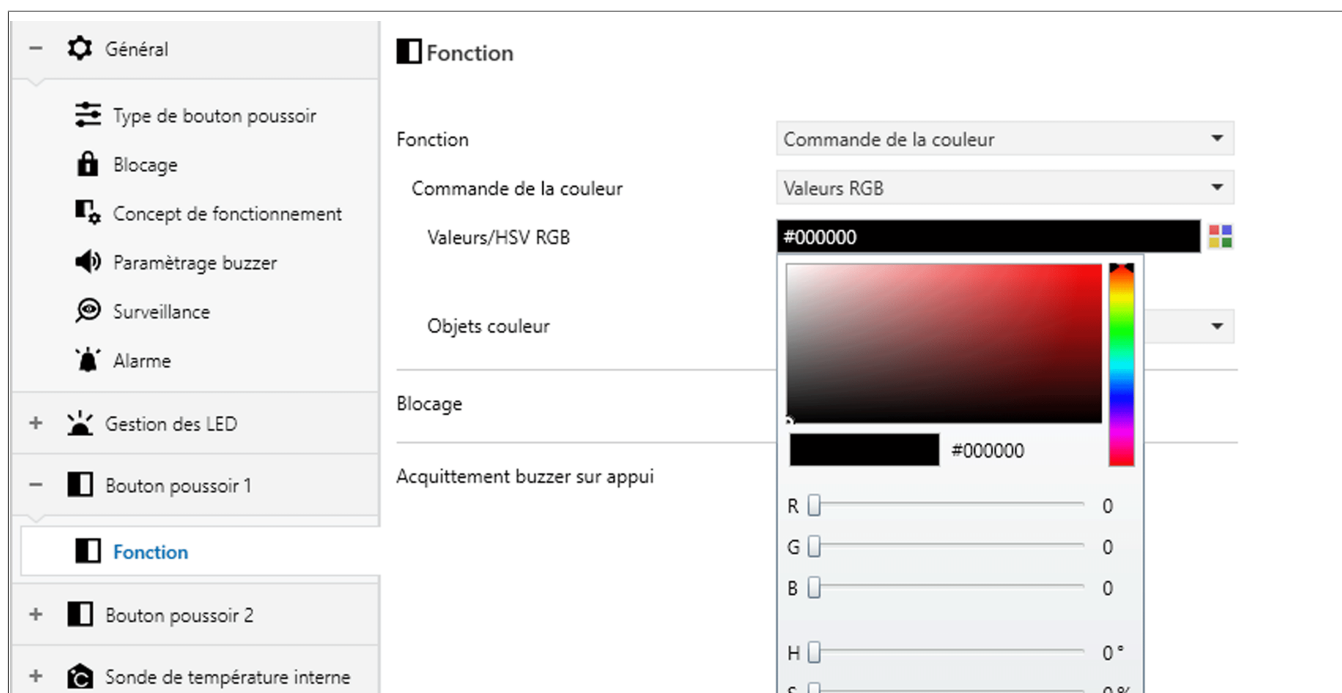 Général
Type de bouton poussoir
Blocage
Concept de fonctionnement
Paramètrage buzzer
Surveillance
Alarme
Gestion des LED
Bouton poussoir 1
Fonction
Bouton poussoir 2
Sonde de température interne
Fonction
Fonction Commande de la couleur
Commande de la couleur Valeurs RGB
Valeurs/HSV RGB #000000
Objets couleur
Blocage
#000000
Acquittement buzzer sur appui
R 0
G 0
B 0
H 0°
S 0%